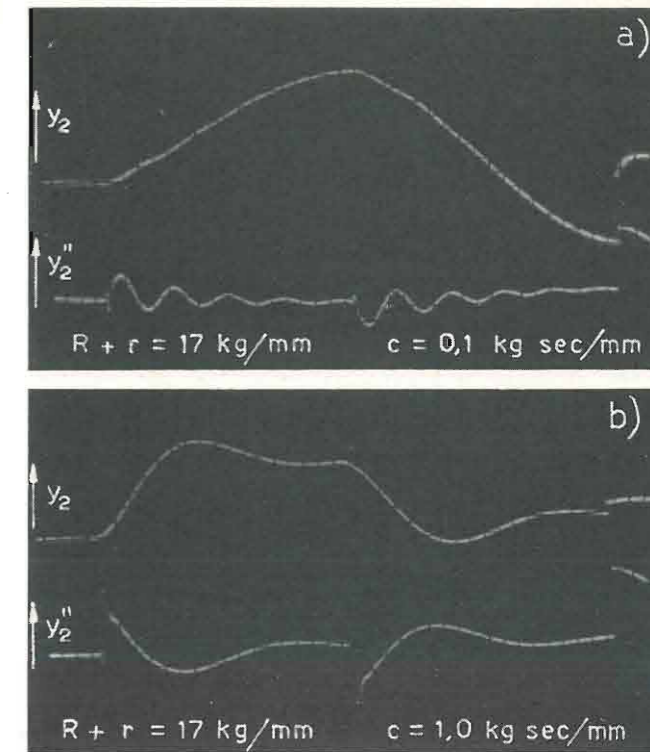 a)
y₂
y₂"
R + r = 17 kg/mm c = 0,1 kg sec/mm
b)
y₂
y₂"
R + r = 17 kg/mm c = 1,0 kg sec/mm